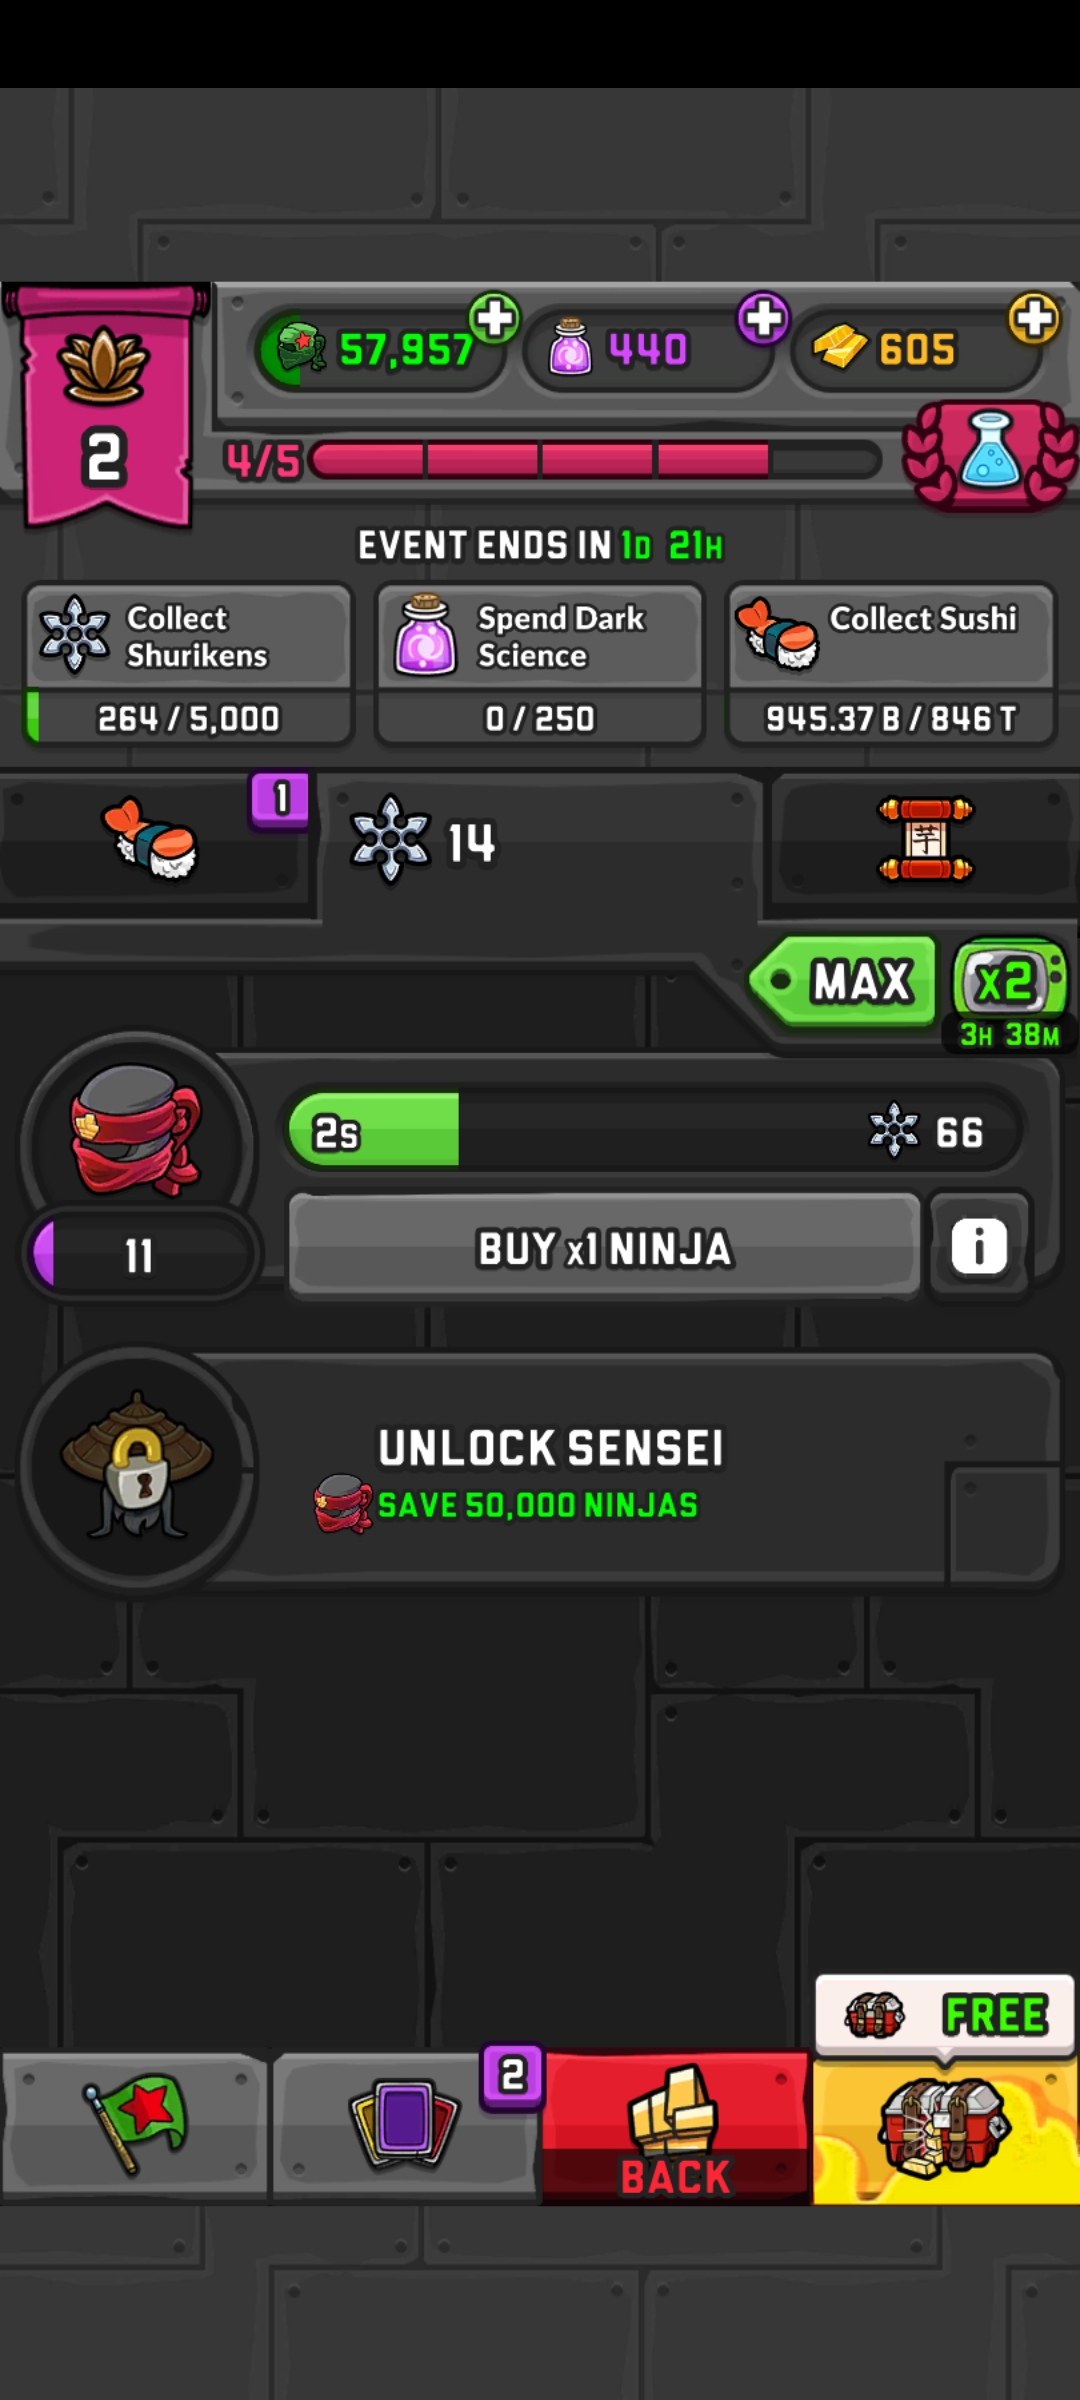 57,957
440
605
2
4/5
EVENT ENDS IN 1D 21H
Collect
Shurikens
264 / 5,000
Spend Dark
Science
0 / 250
Collect Sushi
945.37 B / 846 T
1
14
芋
MAX
x2
3H 38M
2s
66
11
BUY x1 NINJA
i
UNLOCK SENSEI
SAVE 50,000 NINJAS
FREE
2
BACK